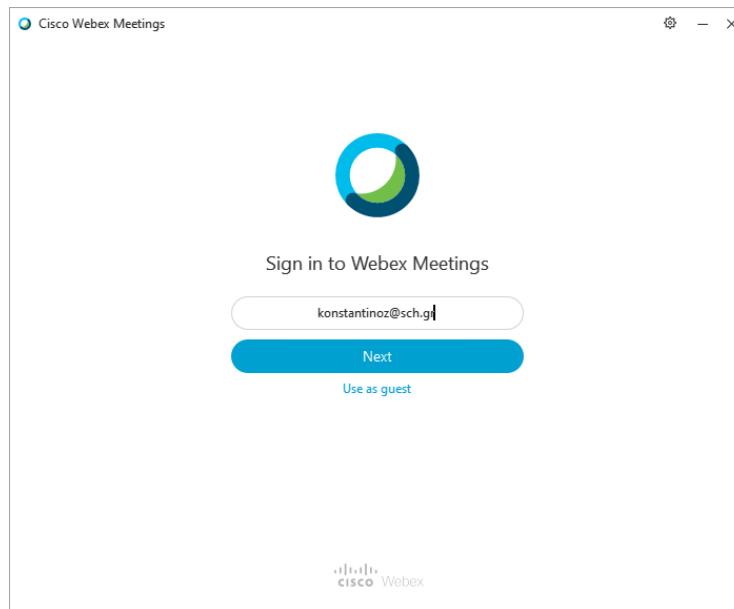 Cisco Webex Meetings
Sign in to Webex Meetings
konstantinoz@sch.gr
Next
Use as guest
cisco Webex